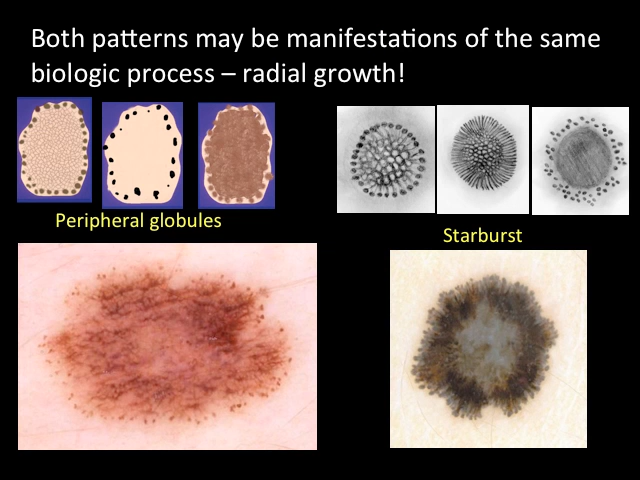 Both patterns may be manifestations of the same
biologic process – radial growth!
Peripheral globules
Starburst